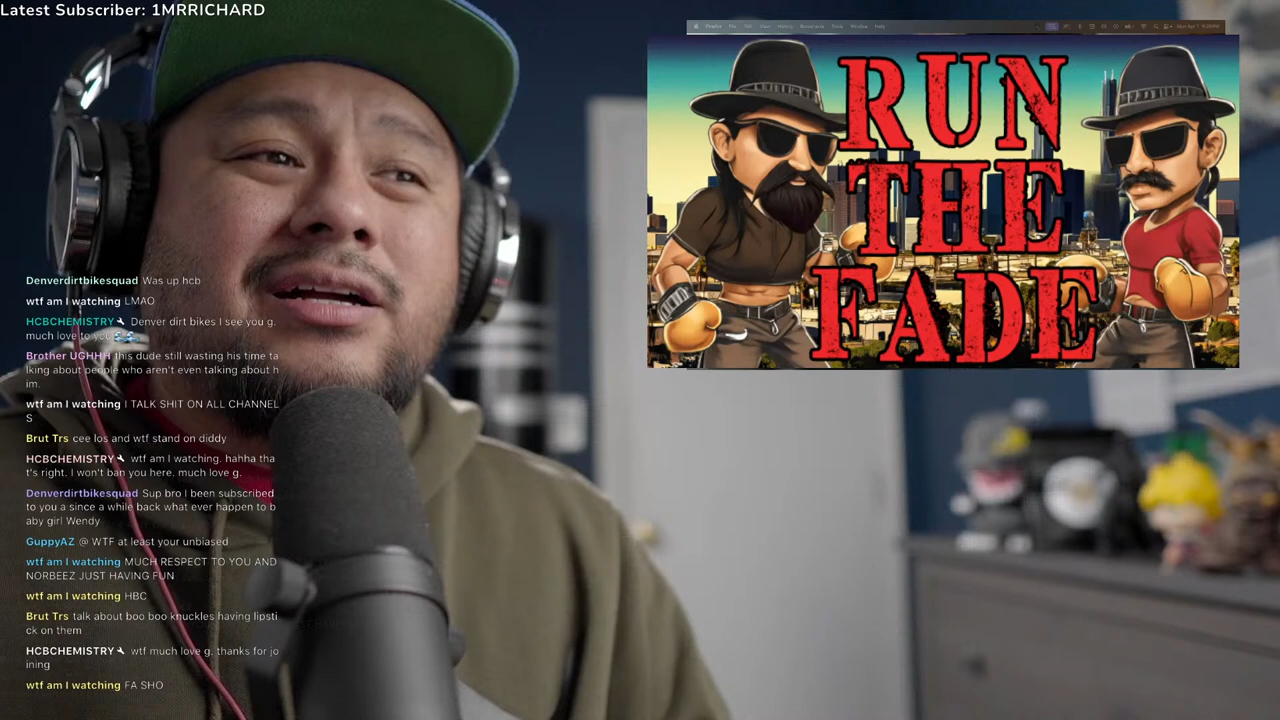 Latest Subscriber: 1MRRICHARD
RUN
THE
FADE
Denverdirtbikesquad Was up hcb
wtf am I watching LMAO
HCBCHEMISTRY Denver dirt bikes I see you g.
much love to you
Brother UGHHH this dude still wasting his time ta
lking about people who aren't even talking about h
im.
wtf am I watching I TALK SHIT ON ALL CHANNEL
S
Brut Trs cee los and wtf stand on diddy
HCBCHEMISTRY wtf am I watching. hahha tha
t's right. I won't ban you here. much love g.
Denverdirtbikesquad Sup bro I been subscribed
to you a since a while back what ever happen to b
aby girl Wendy
GuppyAZ @ WTF at least your unbiased
wtf am I watching MUCH RESPECT TO YOU AND
NORBEEZ JUST HAVING FUN
wtf am I watching HBC
Brut Trs talk about boo boo knuckles having lipsti
ck on them
HCBCHEMISTRY wtf much love g. thanks for jo
ining
wtf am I watching FA SHO